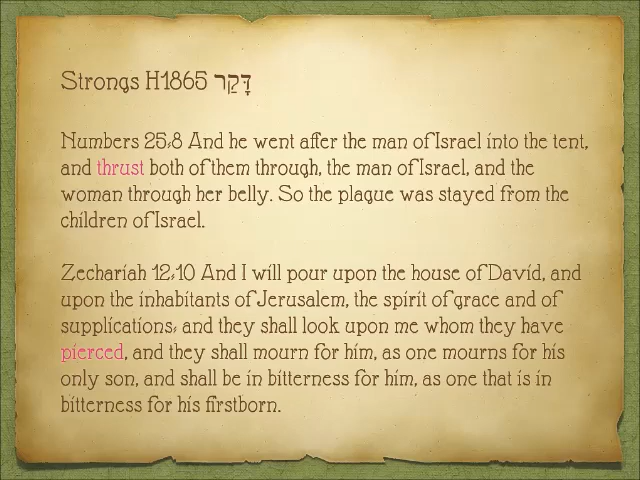 Strongs H1865 דָּקַר
Numbers 25:8 And he went after the man of Israel into the tent,
and thrust both of them through, the man of Israel, and the
woman through her belly. So the plague was stayed from the
children of Israel.
Zechariah 12:10 And I will pour upon the house of David, and
upon the inhabitants of Jerusalem, the spirit of grace and of
supplications: and they shall look upon me whom they have
pierced, and they shall mourn for him, as one mourns for his
only son, and shall be in bitterness for him, as one that is in
bitterness for his firstborn.